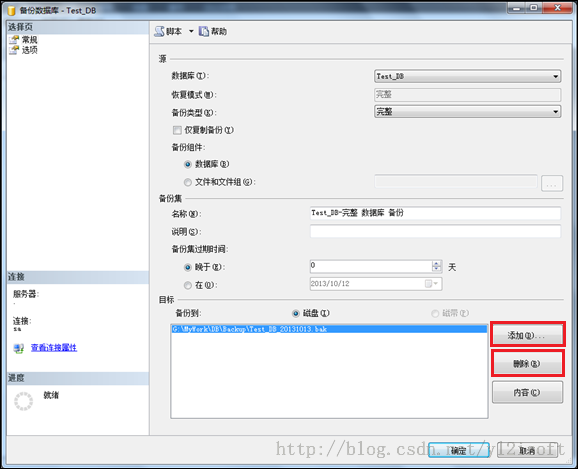 备份数据库 - Test_DB
选择页
常规
选项
脚本
帮助
源
数据库(T):
Test_DB
恢复模式(M):
完整
备份类型(K):
完整
仅复制备份(Y)
备份组件:
数据库(B)
文件和文件组(G):
...
备份集
名称(N):
Test_DB-完整 数据库 备份
说明(S):
备份集过期时间:
晚于(E):
0
天
在(O):
2013/10/12
目标
备份到:
磁盘(I)
磁带(P)
G:\MyWork\DB\Backup\Test_DB_20131013.bak
添加(D)...
删除(R)
内容(C)
连接
服务器:
.
连接:
sa
查看连接属性
进度
就绪
确定
取消
http://blog.csdn.net/yl2isoft